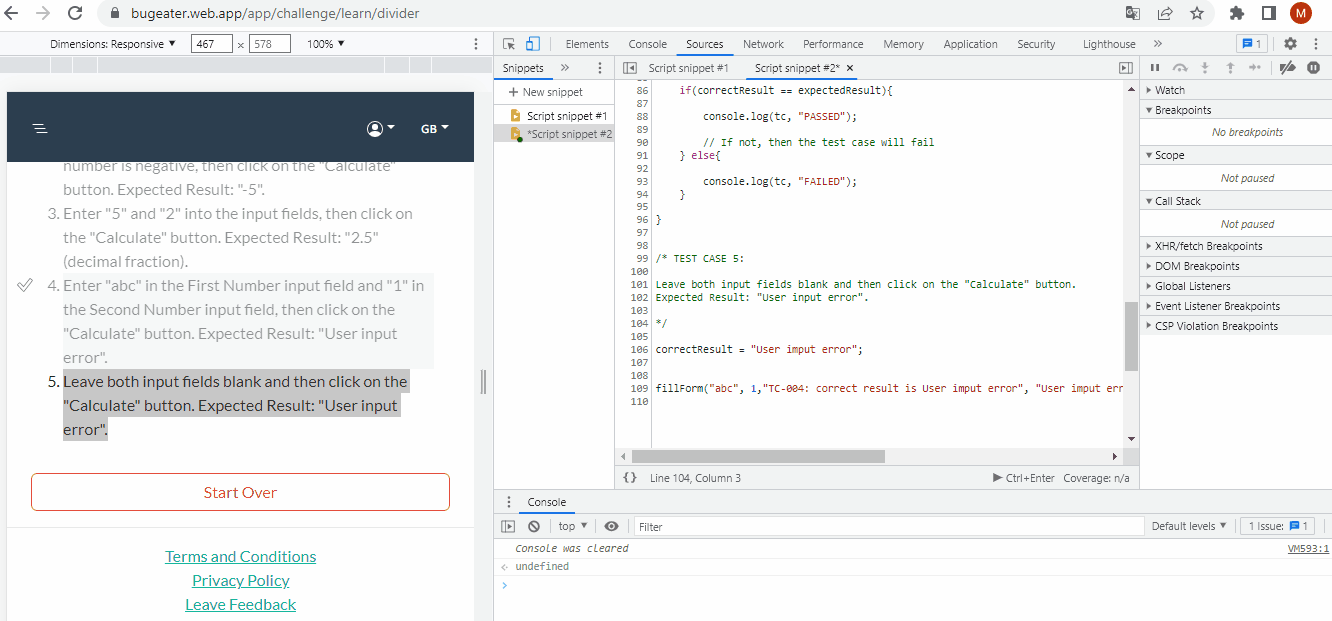 bugeater.web.app/app/challenge/learn/divider
M
Dimensions: Responsive ▼ 467 × 578 100% ▼
Elements Console Sources Network Performance Memory Application Security Lighthouse » 1
GB
number is negative, then click on the "Calculate"
button. Expected Result: "-5".
3. Enter "5" and "2" into the input fields, then click on
the "Calculate" button. Expected Result: "2.5"
(decimal fraction).
4. Enter "abc" in the First Number input field and "1" in
the Second Number input field, then click on the
"Calculate" button. Expected Result: "User input
error".
5. Leave both input fields blank and then click on the
"Calculate" button. Expected Result: "User input
error".
Start Over
Terms and Conditions
Privacy Policy
Leave Feedback
Snippets »
+ New snippet
Script snippet #1
*Script snippet #2
Script snippet #1 Script snippet #2* ×
86 if(correctResult == expectedResult){
87
88 console.log(tc, "PASSED");
89
90 // If not, then the test case will fail
91 } else{
92
93 console.log(tc, "FAILED");
94 }
95
96 }
97
98
99 /* TEST CASE 5:
100
101 Leave both input fields blank and then click on the "Calculate" button.
102 Expected Result: "User input error".
103
104 */
105
106 correctResult = "User imput error";
107
108
109 fillForm("abc", 1,"TC-004: correct result is User imput error", "User imput err
110
{} Line 104, Column 3 ▶ Ctrl+Enter Coverage: n/a
Watch
Breakpoints
No breakpoints
Scope
Not paused
Call Stack
Not paused
XHR/fetch Breakpoints
DOM Breakpoints
Global Listeners
Event Listener Breakpoints
CSP Violation Breakpoints
Console
top ▼ Filter Default levels ▼ 1 Issue: 1
Console was cleared VM593:1
undefined